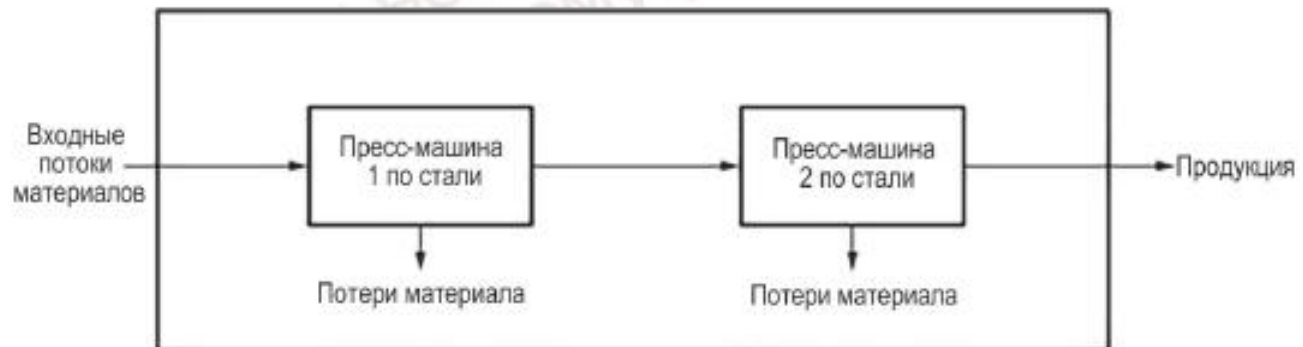 Входные
потоки
материалов
Пресс-машина
1 по стали
Пресс-машина
2 по стали
Продукция
Потери материала
Потери материала